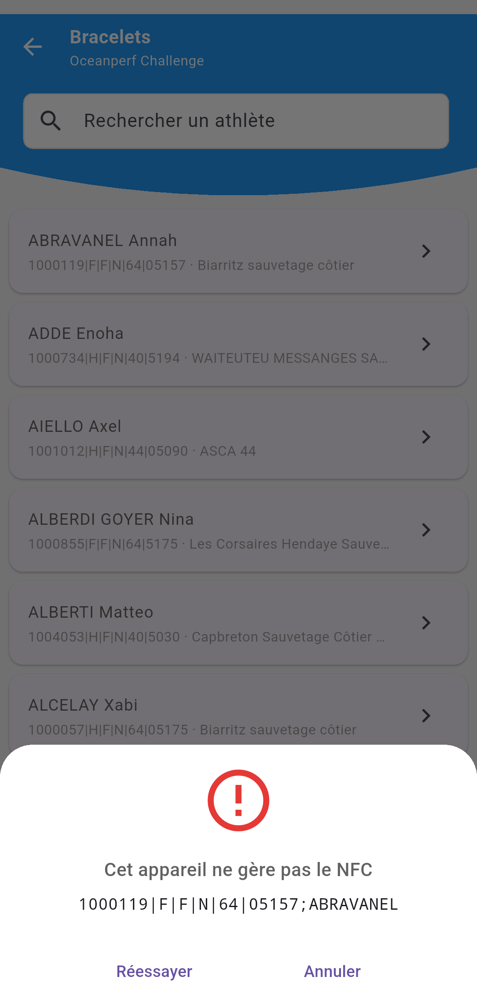 Bracelets
Oceanperf Challenge
Rechercher un athlète
ABRAVANEL Annah
1000119|F|F|N|64|05157 · Biarritz sauvetage côtier
ADDE Enoha
1000734|H|F|N|40|5194 · WAITEUTEU MESSANGES SA…
AIELLO Axel
1001012|H|F|N|44|05090 · ASCA 44
ALBERDI GOYER Nina
1000855|F|F|N|64|5175 · Les Corsaires Hendaye Sauve…
ALBERTI Matteo
1004053|H|F|N|40|5030 · Capbreton Sauvetage Côtier …
ALCELAY Xabi
1000057|H|F|N|64|05175 · Biarritz sauvetage côtier
Cet appareil ne gère pas le NFC
1000119|F|F|N|64|05157;ABRAVANEL
Réessayer
Annuler